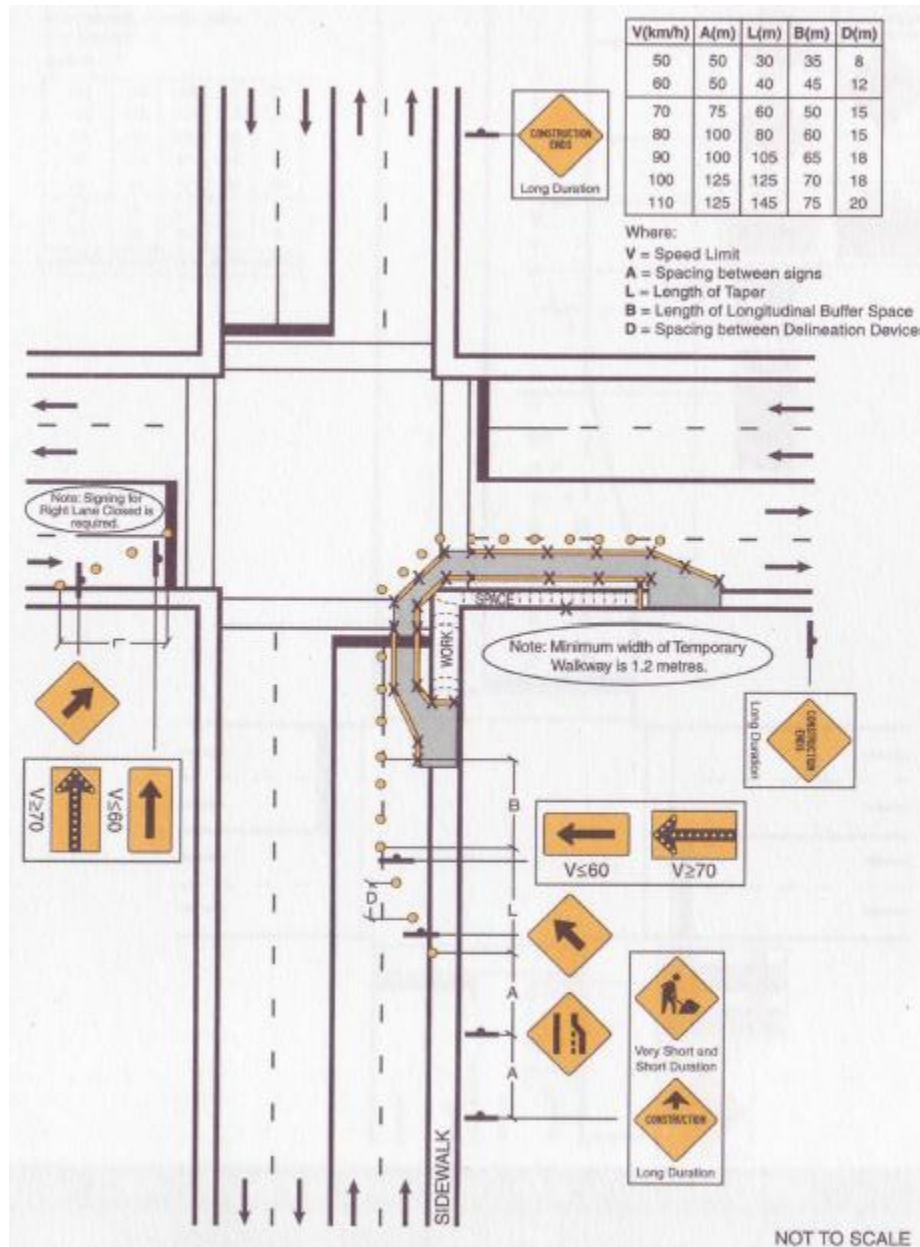 V(km/h) A(m) L(m) B(m) D(m)
50 50 30 35 8
60 50 40 45 12
70 75 60 50 15
80 100 80 60 15
90 100 105 65 18
100 125 125 70 18
110 125 145 75 20
CONSTRUCTION
ENDS
Long Duration
Where:
V = Speed Limit
A = Spacing between signs
L = Length of Taper
B = Length of Longitudinal Buffer Space
D = Spacing between Delineation Devices
Note: Signing for
Right Lane Closed is
required.
L
SPACE
WORK
Note: Minimum width of Temporary
Walkway is 1.2 metres.
CONSTRUCTION
ENDS
Long Duration
V≥70
V≤60
B
V≤60
V≥70
D
L
A
A
Very Short and
Short Duration
CONSTRUCTION
Long Duration
SIDEWALK
NOT TO SCALE